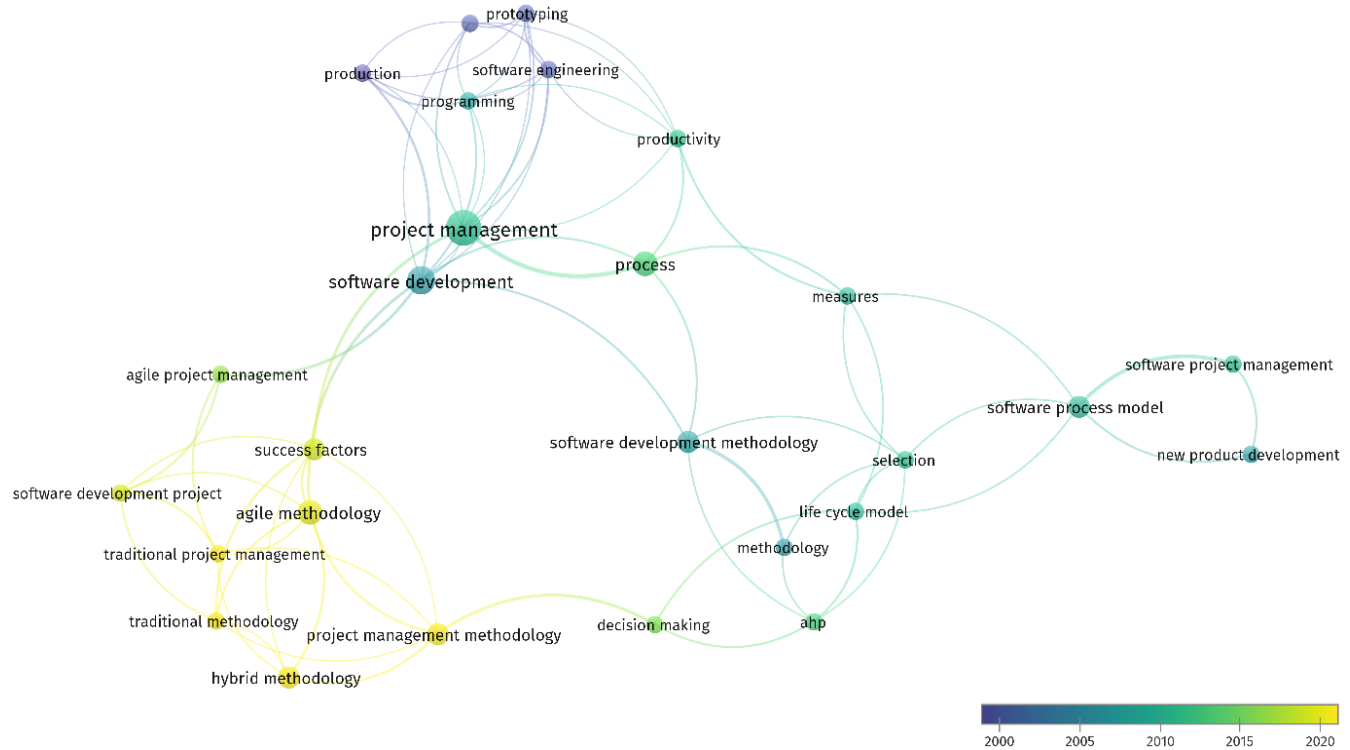 prototyping
production
software engineering
programming
productivity
project management
process
software development
measures
software project management
agile project management
software process model
success factors
software development methodology
new product development
selection
software development project
agile methodology
life cycle model
methodology
traditional project management
traditional methodology
decision making
ahp
project management methodology
hybrid methodology
2000
2005
2010
2015
2020